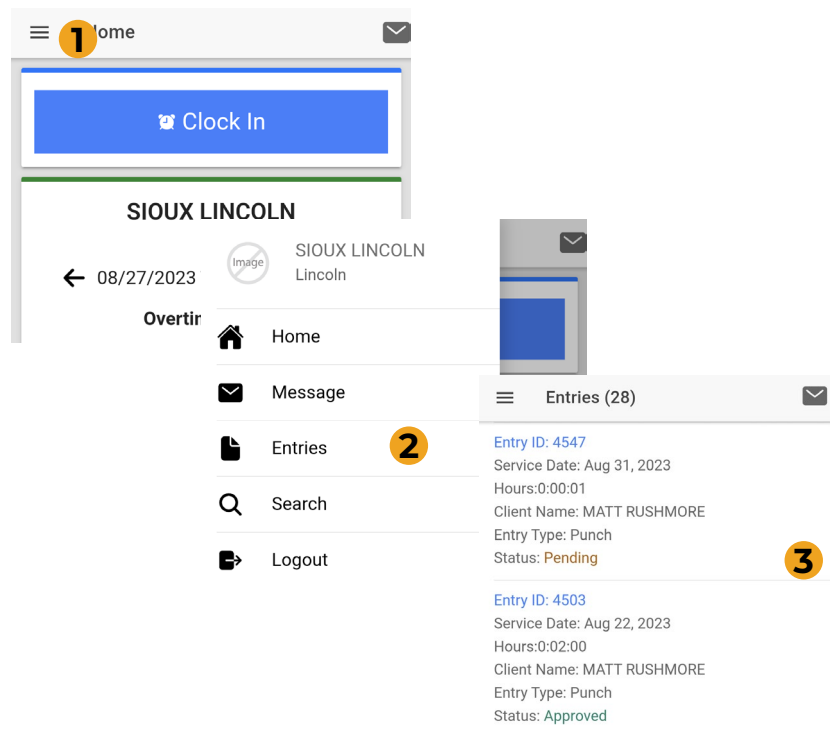 1
Home
Clock In
SIOUX LINCOLN
08/27/2023
Overtin
Image
SIOUX LINCOLN
Lincoln
Home
Message
Entries
2
Search
Logout
Entries (28)
Entry ID: 4547
Service Date: Aug 31, 2023
Hours:0:00:01
Client Name: MATT RUSHMORE
Entry Type: Punch
Status: Pending
3
Entry ID: 4503
Service Date: Aug 22, 2023
Hours:0:02:00
Client Name: MATT RUSHMORE
Entry Type: Punch
Status: Approved